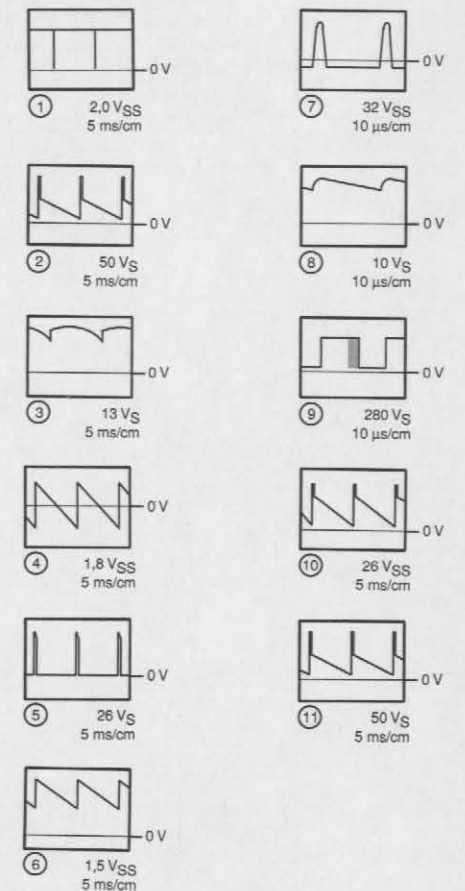 0 V
① 2,0 VSS
5 ms/cm
0 V
② 50 VS
5 ms/cm
0 V
③ 13 VS
5 ms/cm
0 V
④ 1,8 VSS
5 ms/cm
0 V
⑤ 26 VS
5 ms/cm
0 V
⑥ 1,5 VSS
5 ms/cm
0 V
⑦ 32 VSS
10 µs/cm
0 V
⑧ 10 VS
10 µs/cm
0 V
⑨ 280 VS
10 µs/cm
0 V
⑩ 26 VSS
5 ms/cm
0 V
⑪ 50 VS
5 ms/cm